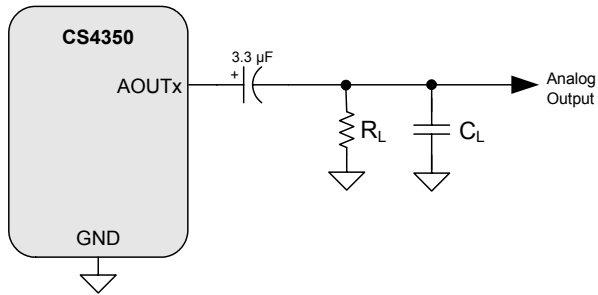 CS4350
3.3 µF
+
AOUTx
Analog
Output
RL
CL
GND